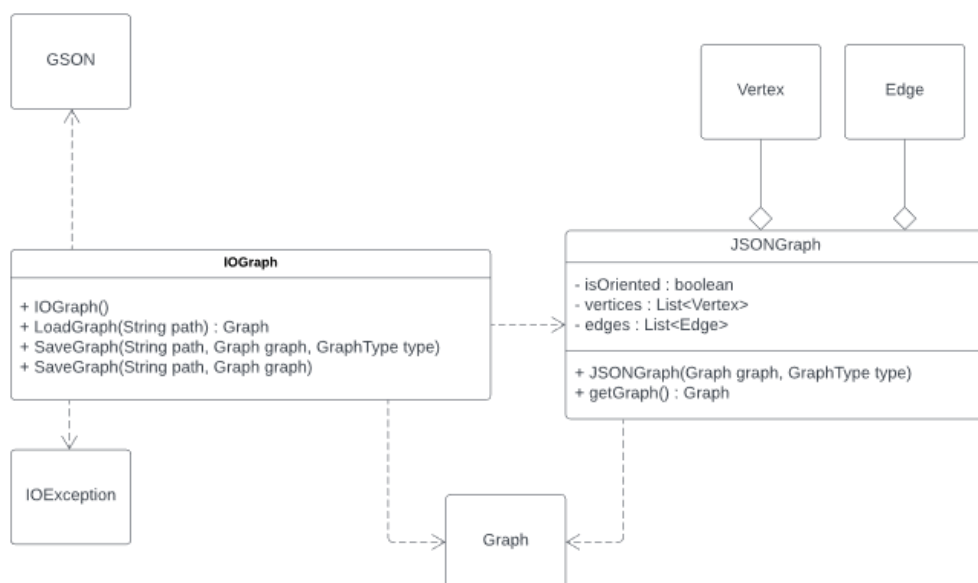 GSON
Vertex
Edge
IOGraph
+ IOGraph()
+ LoadGraph(String path) : Graph
+ SaveGraph(String path, Graph graph, GraphType type)
+ SaveGraph(String path, Graph graph)
JSONGraph
- isOriented : boolean
- vertices : List<Vertex>
- edges : List<Edge>
+ JSONGraph(Graph graph, GraphType type)
+ getGraph() : Graph
IOException
Graph